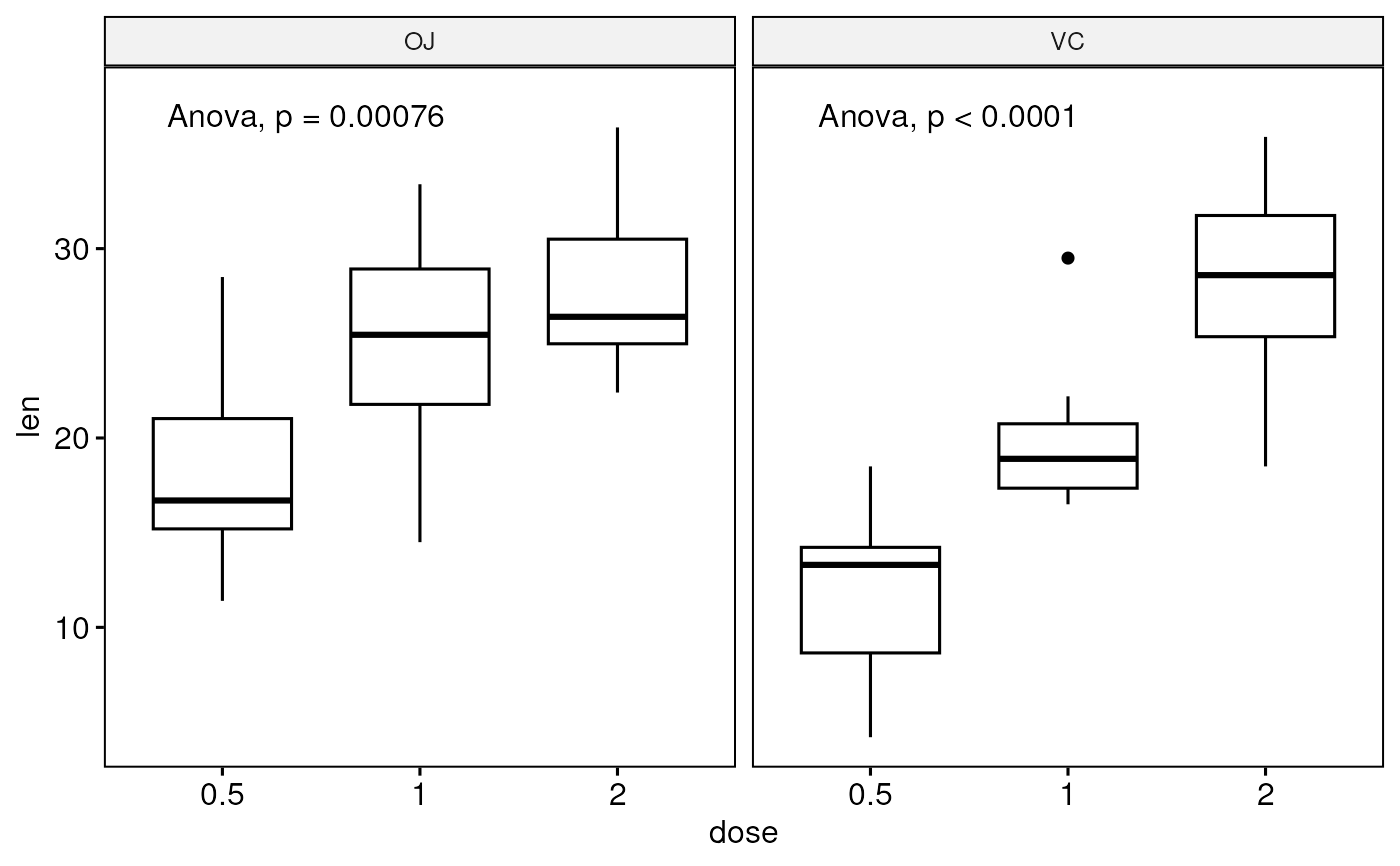 OJ
VC
Anova, p = 0.00076
Anova, p < 0.0001
30
20
10
len
0.5 1 2
0.5 1 2
dose